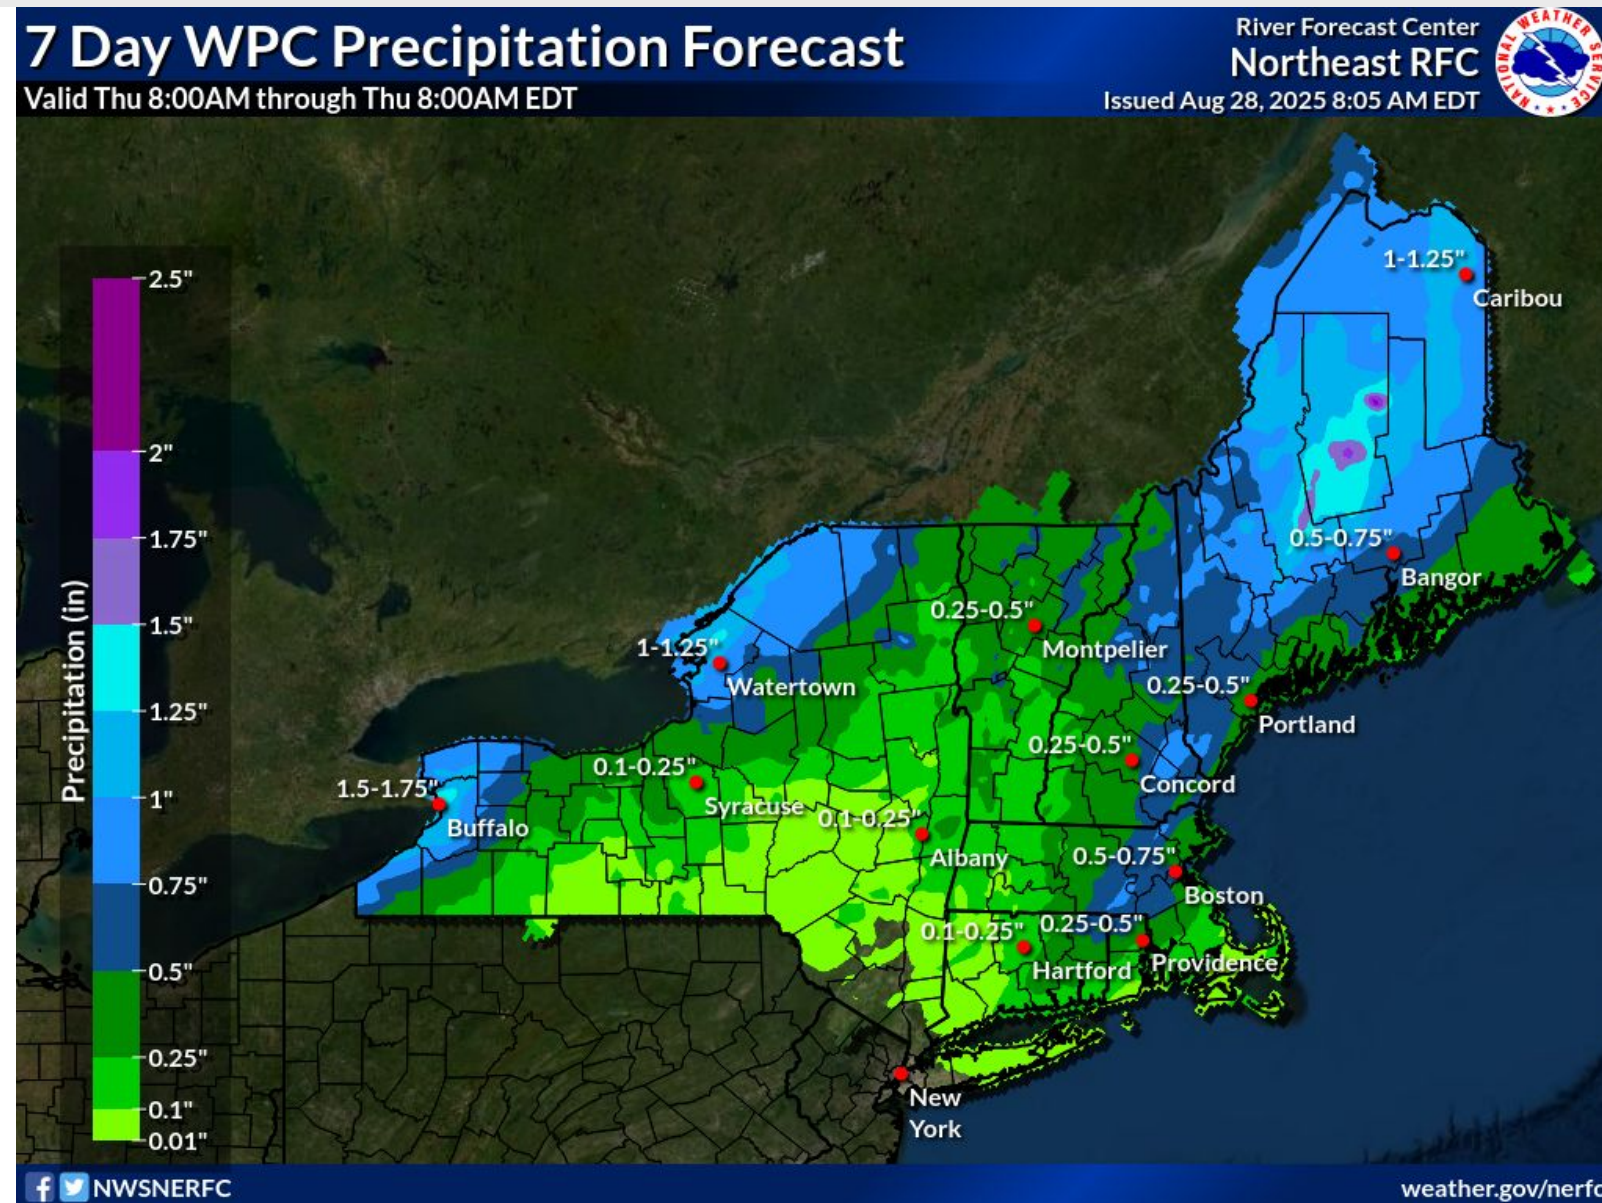 7 Day WPC Precipitation Forecast
Valid Thu 8:00AM through Thu 8:00AM EDT
River Forecast Center
Northeast RFC
Issued Aug 28, 2025 8:05 AM EDT
NATIONAL WEATHER SERVICE
Precipitation (in)
2.5"
2"
1.75"
1.5"
1.25"
1"
0.75"
0.5"
0.25"
0.1"
0.01"
1-1.25"
Caribou
0.5-0.75"
Bangor
0.25-0.5"
Montpelier
1-1.25"
Watertown
0.25-0.5"
Portland
0.25-0.5"
Concord
0.1-0.25"
Syracuse
1.5-1.75"
Buffalo
0.1-0.25"
Albany
0.5-0.75"
Boston
0.1-0.25"
Hartford
0.25-0.5"
Providence
New
York
NWSNERFC
weather.gov/nerfc